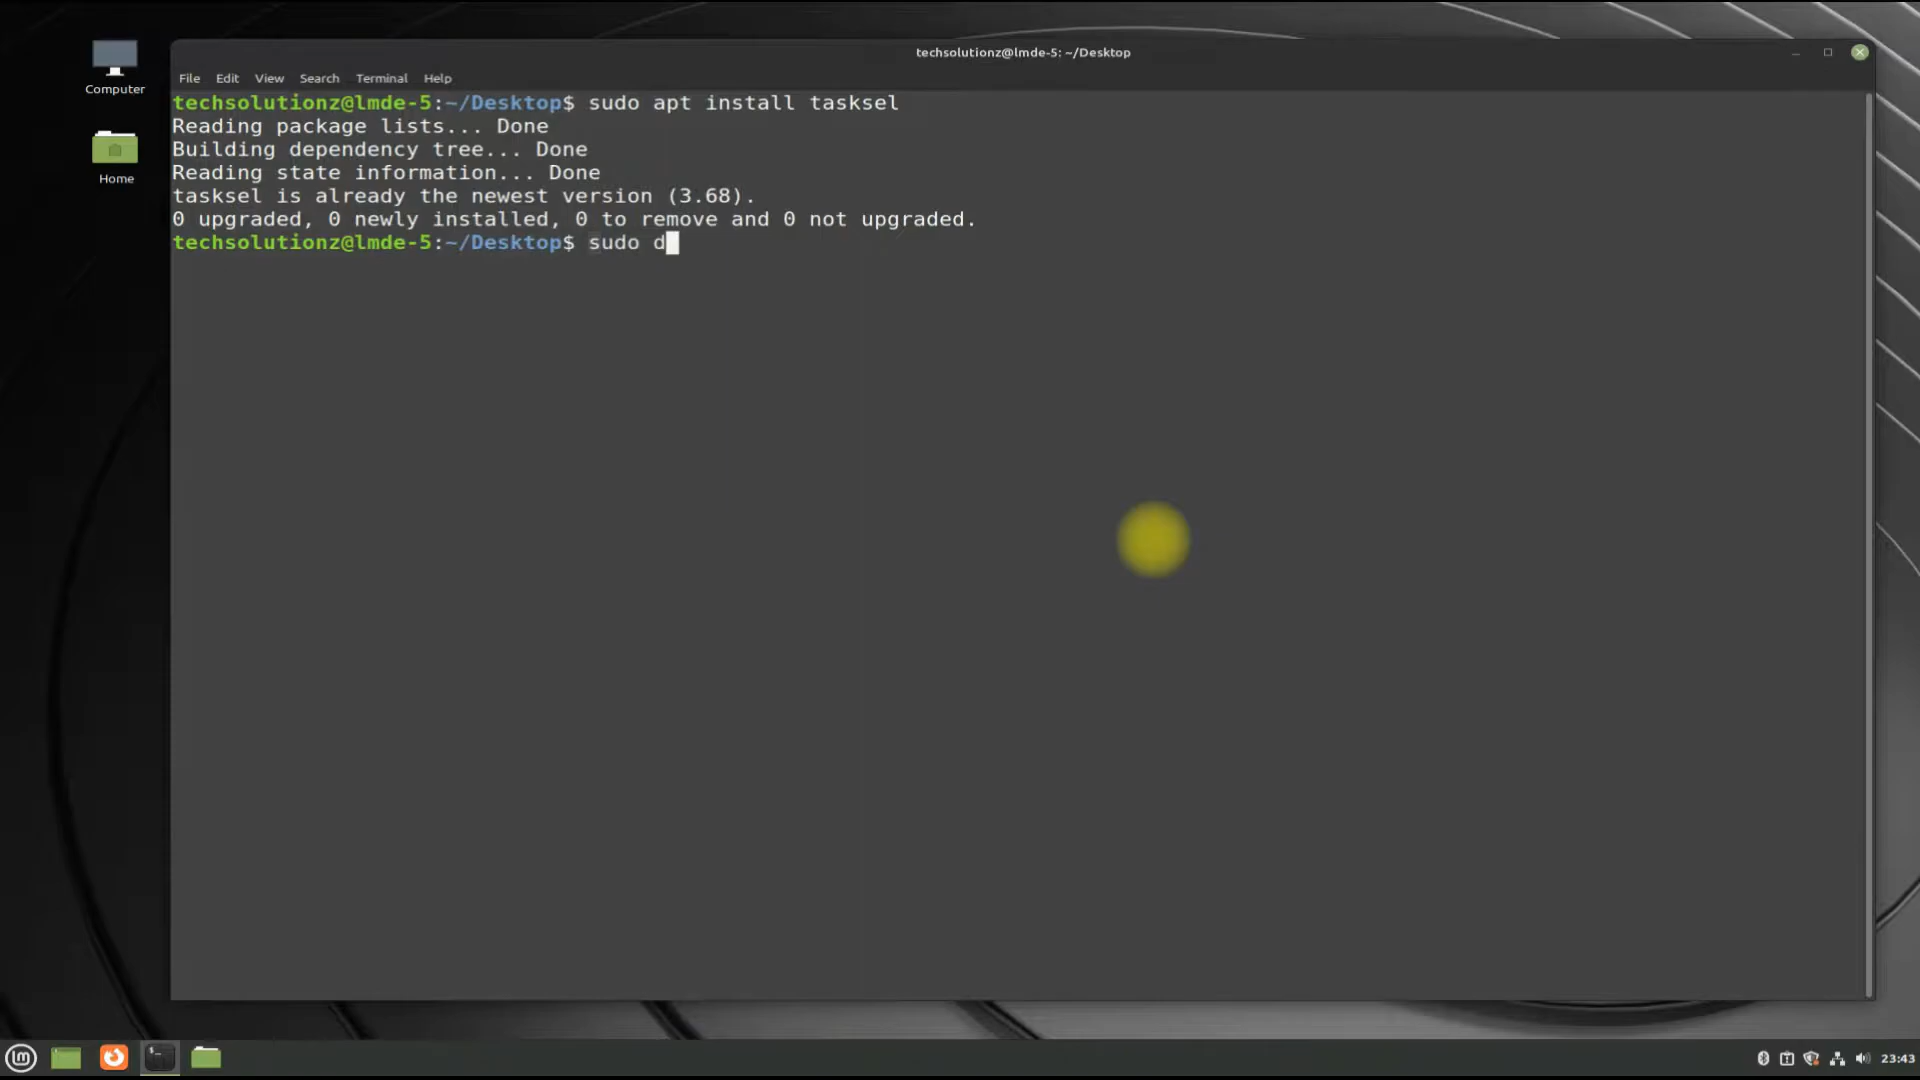 techsolutionz@lmde-5: ~/Desktop
Computer
Home
File Edit View Search Terminal Help
techsolutionz@lmde-5:~/Desktop$ sudo apt install tasksel
Reading package lists... Done
Building dependency tree... Done
Reading state information... Done
tasksel is already the newest version (3.68).
0 upgraded, 0 newly installed, 0 to remove and 0 not upgraded.
techsolutionz@lmde-5:~/Desktop$ sudo d
lm
23:43